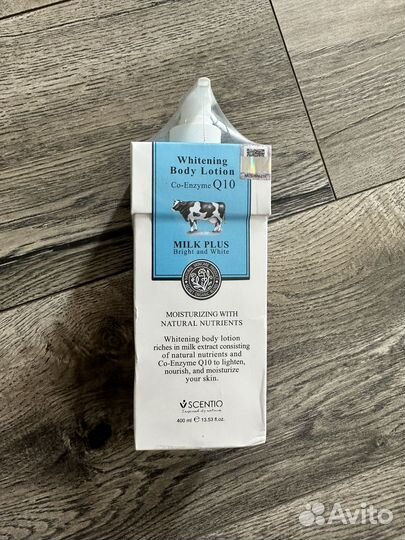 Whitening
Body Lotion
Co-Enzyme Q10
MILK PLUS
Bright and White
MOISTURIZING WITH
NATURAL NUTRIENTS
Whitening body lotion
riches in milk extract consisting
of natural nutrients and
Co-Enzyme Q10 to lighten,
nourish, and moisturize
your skin.
SCENTIO
Inspired by nature
400 ml ℮ 13.53 fl.oz.
Avito